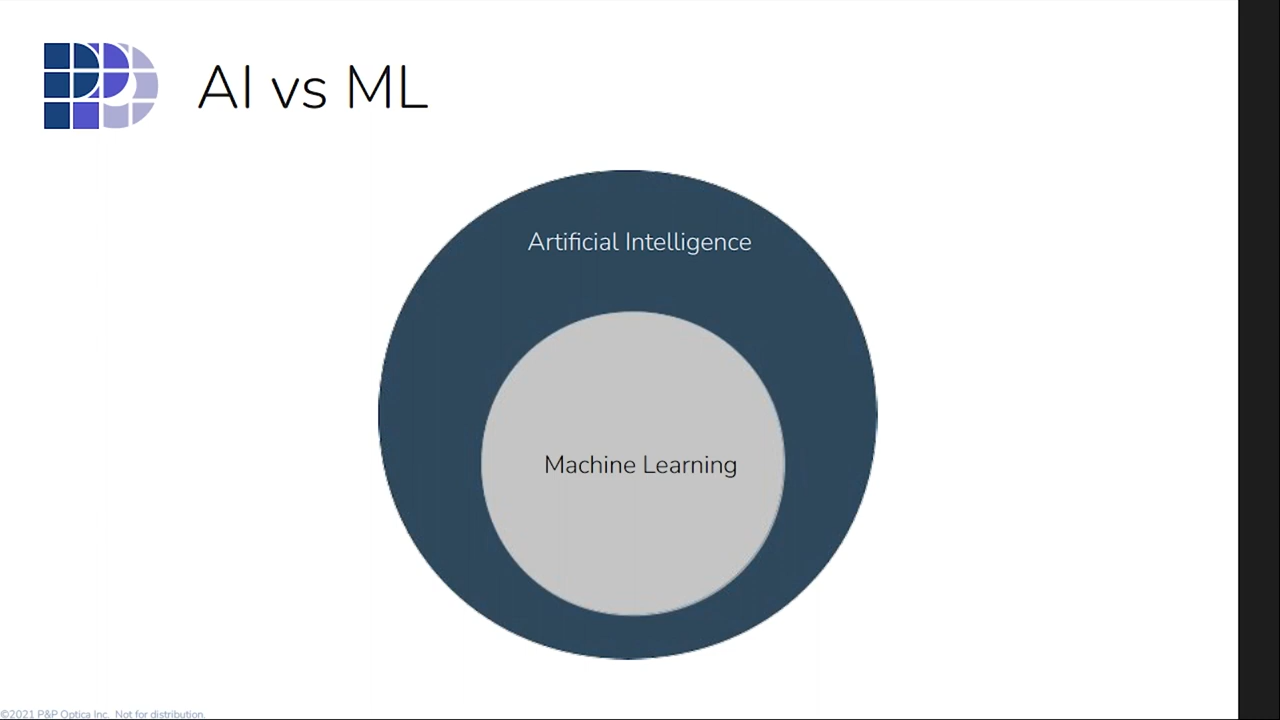 AI vs ML
Artificial Intelligence
Machine Learning
©2021 P&P Optica Inc. Not for distribution.